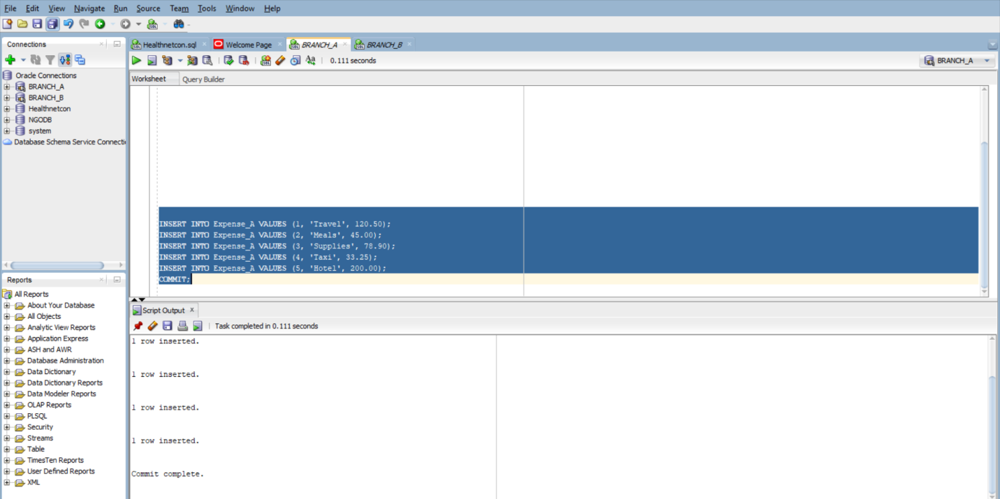 File Edit View Navigate Run Source Team Tools Window Help
Connections
Healthnetcon.sql
Welcome Page
BRANCH_A
BRANCH_B
0.111 seconds
BRANCH_A
Worksheet
Query Builder
Oracle Connections
BRANCH_A
BRANCH_B
Healthnetcon
NGODB
system
Database Schema Service Connecti
INSERT INTO Expense_A VALUES (1, 'Travel', 120.50);
INSERT INTO Expense_A VALUES (2, 'Meals', 45.00);
INSERT INTO Expense_A VALUES (3, 'Supplies', 78.90);
INSERT INTO Expense_A VALUES (4, 'Taxi', 33.25);
INSERT INTO Expense_A VALUES (5, 'Hotel', 200.00);
COMMIT;
Reports
All Reports
About Your Database
All Objects
Analytic View Reports
Application Express
ASH and AWR
Database Administration
Data Dictionary
Data Dictionary Reports
Data Modeler Reports
OLAP Reports
PLSQL
Security
Streams
Table
TimesTen Reports
User Defined Reports
XML
Script Output
Task completed in 0.111 seconds
1 row inserted.
1 row inserted.
1 row inserted.
1 row inserted.
Commit complete.